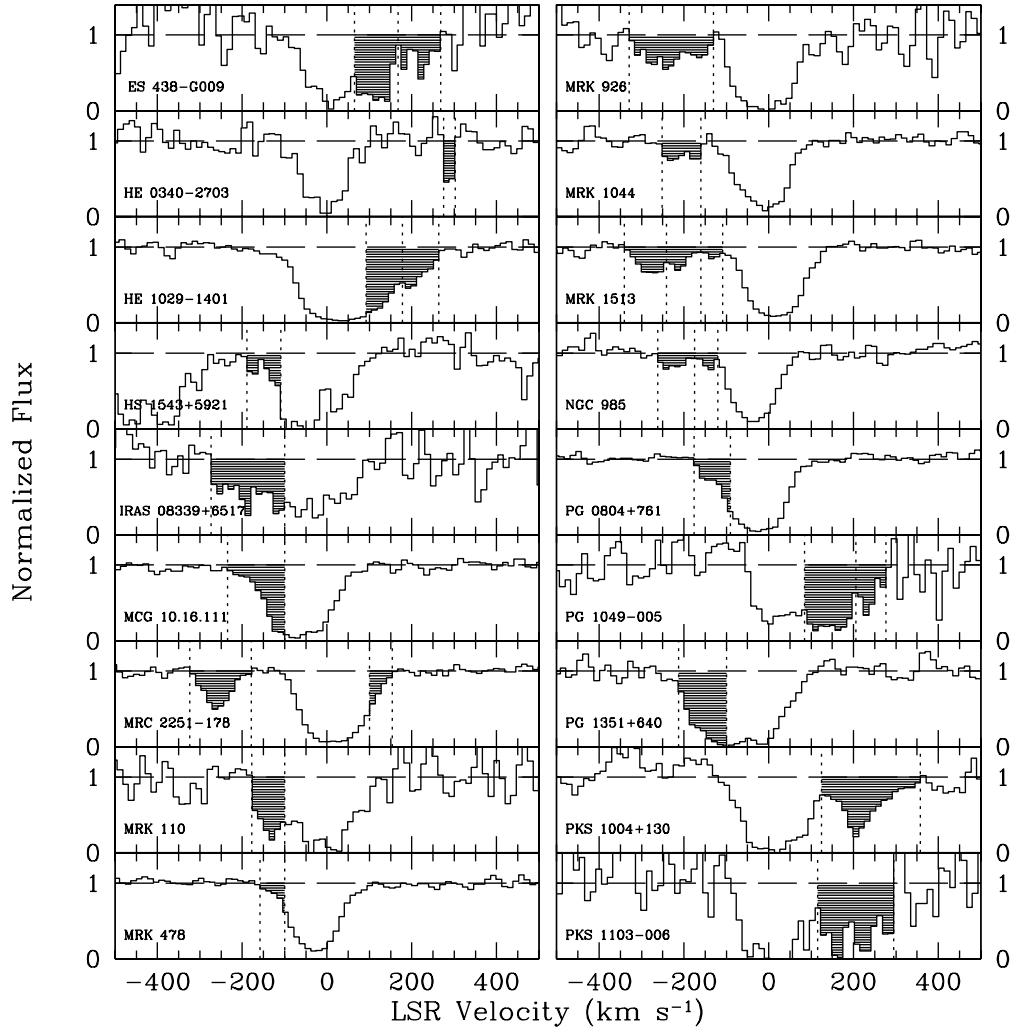 Normalized Flux
1
ES 438-G009
0
1
HE 0340-2703
0
1
HE 1029-1401
0
1
HS 1543+5921
0
1
IRAS 08339+6517
0
1
MCG 10.16.111
0
1
MRC 2251-178
0
1
MRK 110
0
1
MRK 478
0
1
MRK 926
0
1
MRK 1044
0
1
MRK 1513
0
1
NGC 985
0
1
PG 0804+761
0
1
PG 1049-005
0
1
PG 1351+640
0
1
PKS 1004+130
0
1
PKS 1103-006
0
-400 -200 0 200 400 -400 -200 0 200 400
LSR Velocity (km s⁻¹)